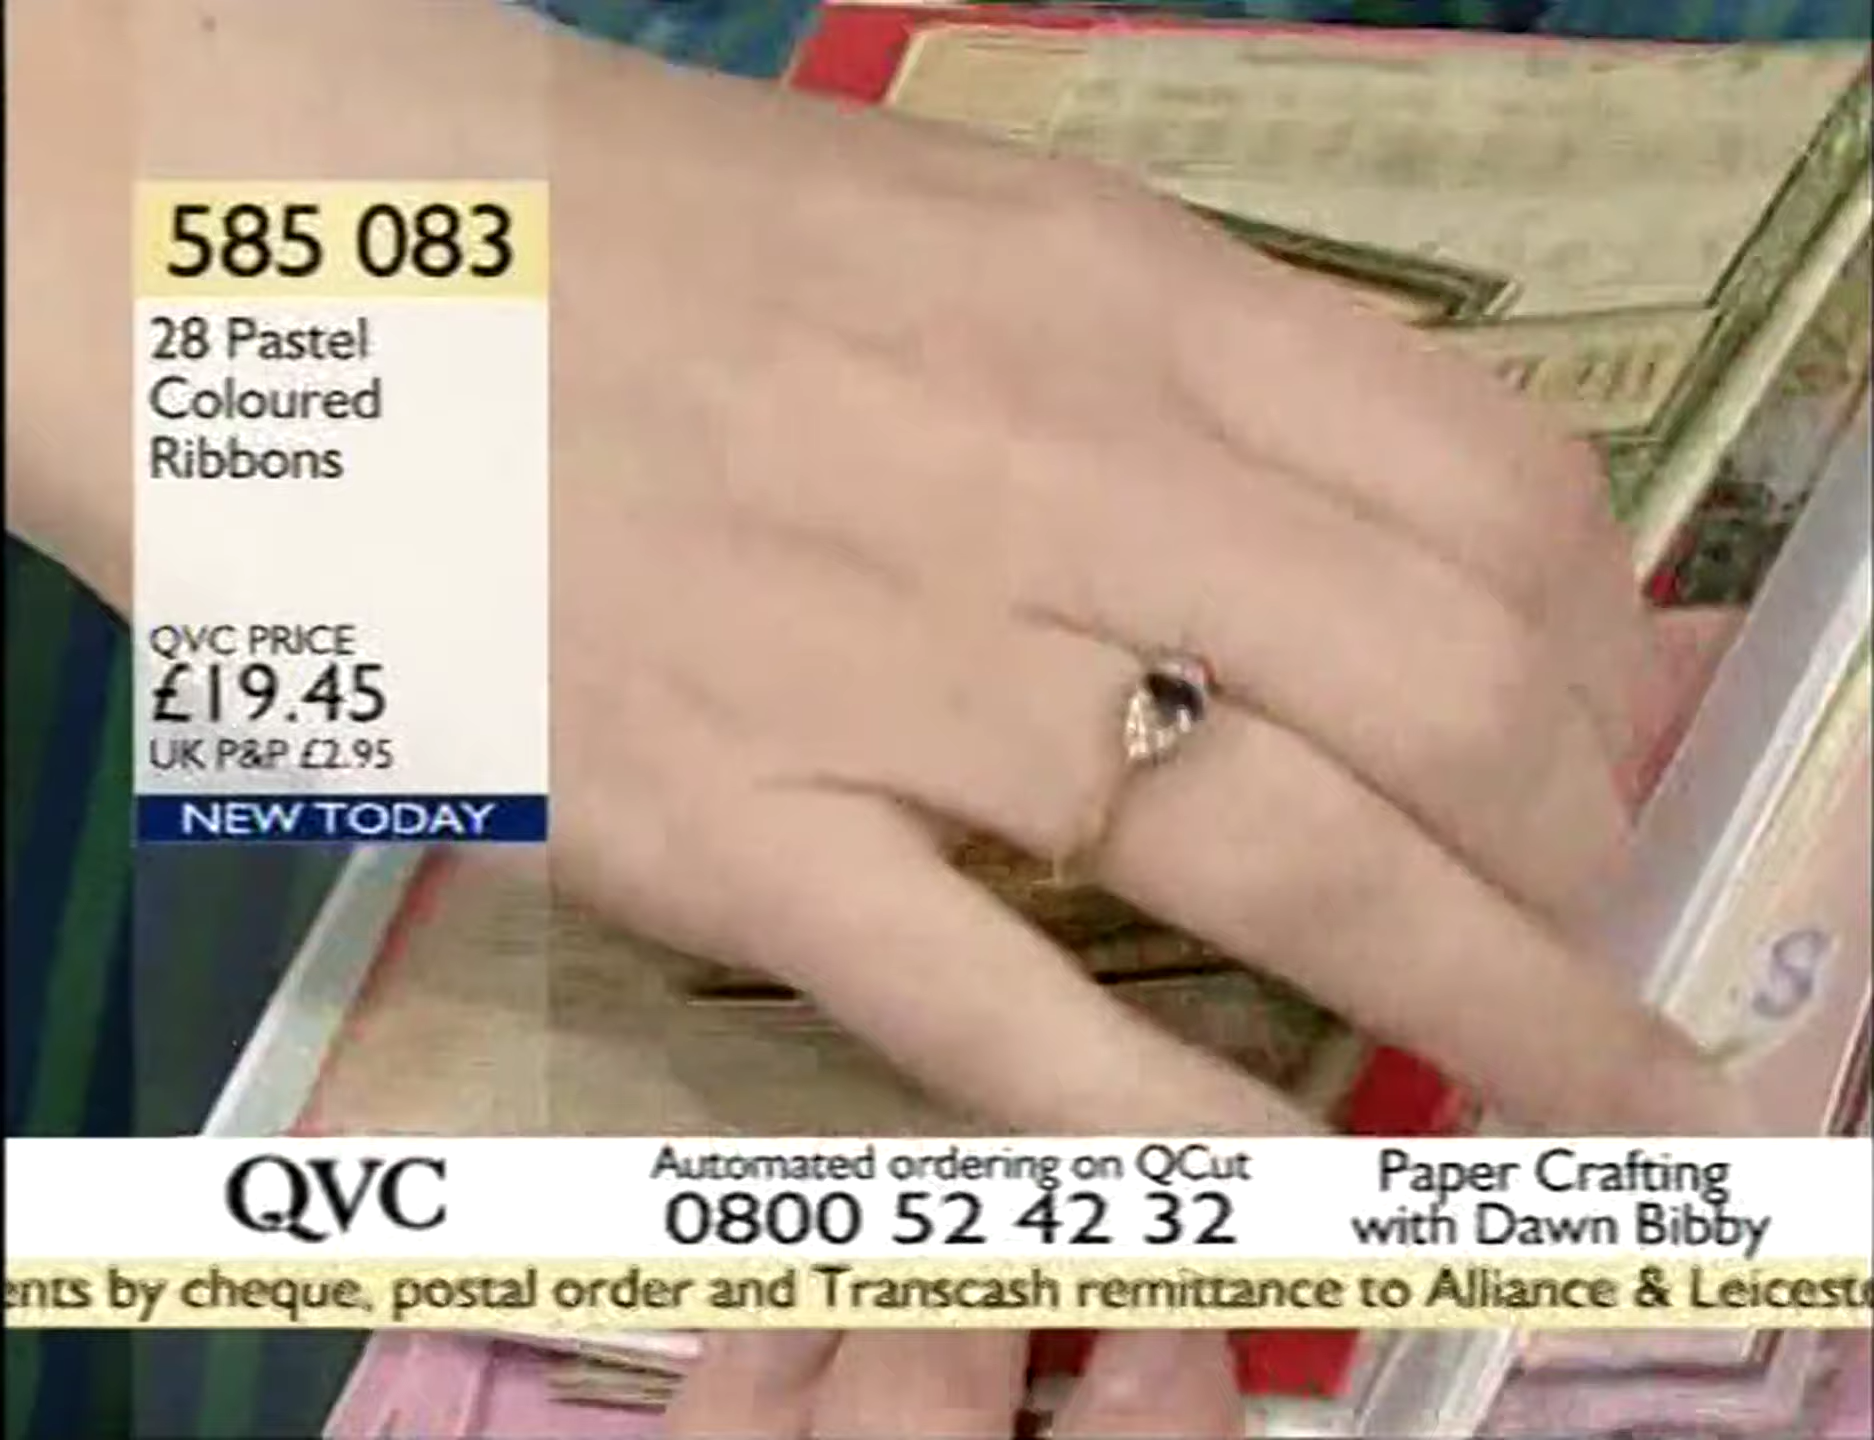 585 083
28 Pastel
Coloured
Ribbons
QVC PRICE
£19.45
UK P&P £2.95
NEW TODAY
S
QVC
Automated ordering on QCut
0800 52 42 32
Paper Crafting
with Dawn Bibby
ents by cheque, postal order and Transcash remittance to Alliance & Leiceste